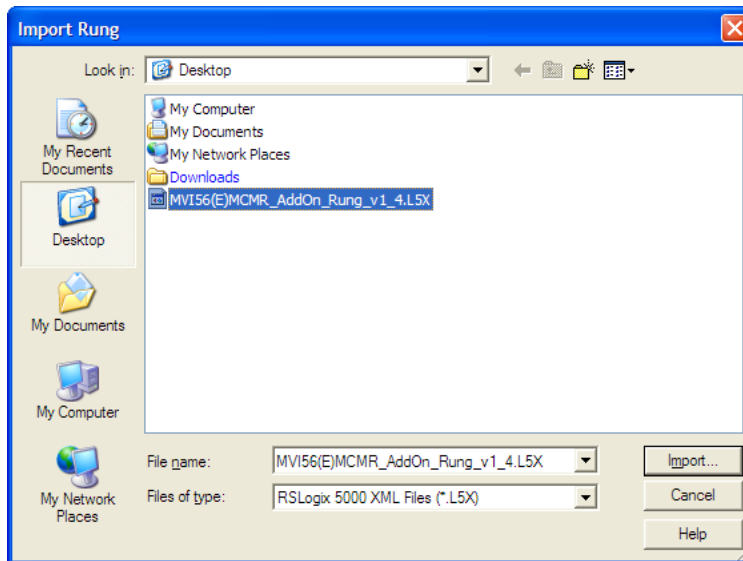 Import Rung
Look in: Desktop
My Computer
My Documents
My Network Places
Downloads
MVI56(E)MCMR_AddOn_Rung_v1_4.L5X
My Recent
Documents
Desktop
My Documents
My Computer
My Network
Places
File name: MVI56(E)MCMR_AddOn_Rung_v1_4.L5X Import...
Files of type: RSLogix 5000 XML Files (*.L5X) Cancel
Help